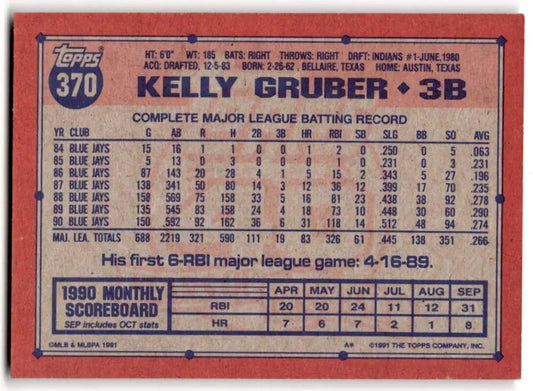 topps
370
HT: 6'0" WT: 185 BATS: RIGHT THROWS: RIGHT DRFT: INDIANS #1-JUNE, 1980
ACQ: DRAFTED, 12-5-83 BORN: 2-26-62, BELLAIRE, TEXAS HOME: AUSTIN, TEXAS
KELLY GRUBER ♦ 3B
COMPLETE MAJOR LEAGUE BATTING RECORD
YR CLUB G AB R H 2B 3B HR RBI SB SLG BB SO AVG
84 BLUE JAYS 15 16 1 1 0 0 1 2 0 .250 0 5 .063
85 BLUE JAYS 5 13 0 3 0 0 0 1 0 .231 0 3 .231
86 BLUE JAYS 87 143 20 28 4 1 5 15 2 .343 5 27 .196
87 BLUE JAYS 138 341 50 80 14 3 12 36 12 .399 17 70 .235
88 BLUE JAYS 158 569 75 158 33 5 16 81 23 .438 38 92 .278
89 BLUE JAYS 135 545 83 158 24 4 18 73 10 .448 30 60 .290
90 BLUE JAYS 150 592 92 162 36 6 31 118 14 .512 48 94 .274
MAJ. LEA. TOTALS 688 2219 321 590 111 19 83 326 61 .445 138 351 .266
His first 6-RBI major league game: 4-16-89.
1990 MONTHLY
SCOREBOARD
SEP includes OCT stats
APR MAY JUN JUL AUG SEP
RBI 20 20 24 11 12 31
HR 7 6 7 2 1 8
©MLB & MLBPA 1991 A* ©1991 THE TOPPS COMPANY, INC.